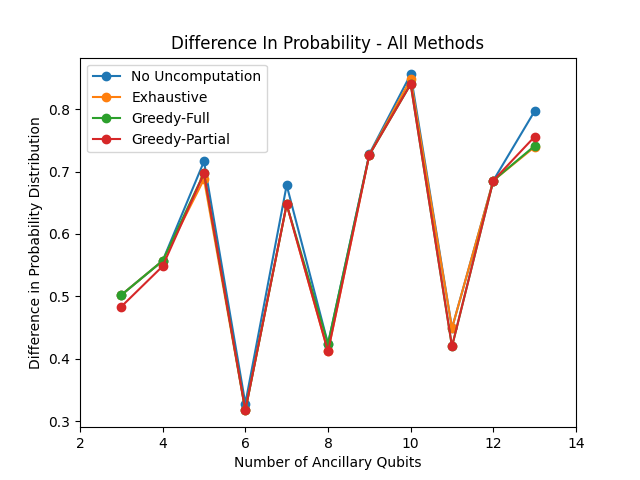 Difference In Probability - All Methods
No Uncomputation
Exhaustive
Greedy-Full
Greedy-Partial
Difference in Probability Distribution
0.8
0.7
0.6
0.5
0.4
0.3
2 4 6 8 10 12 14
Number of Ancillary Qubits